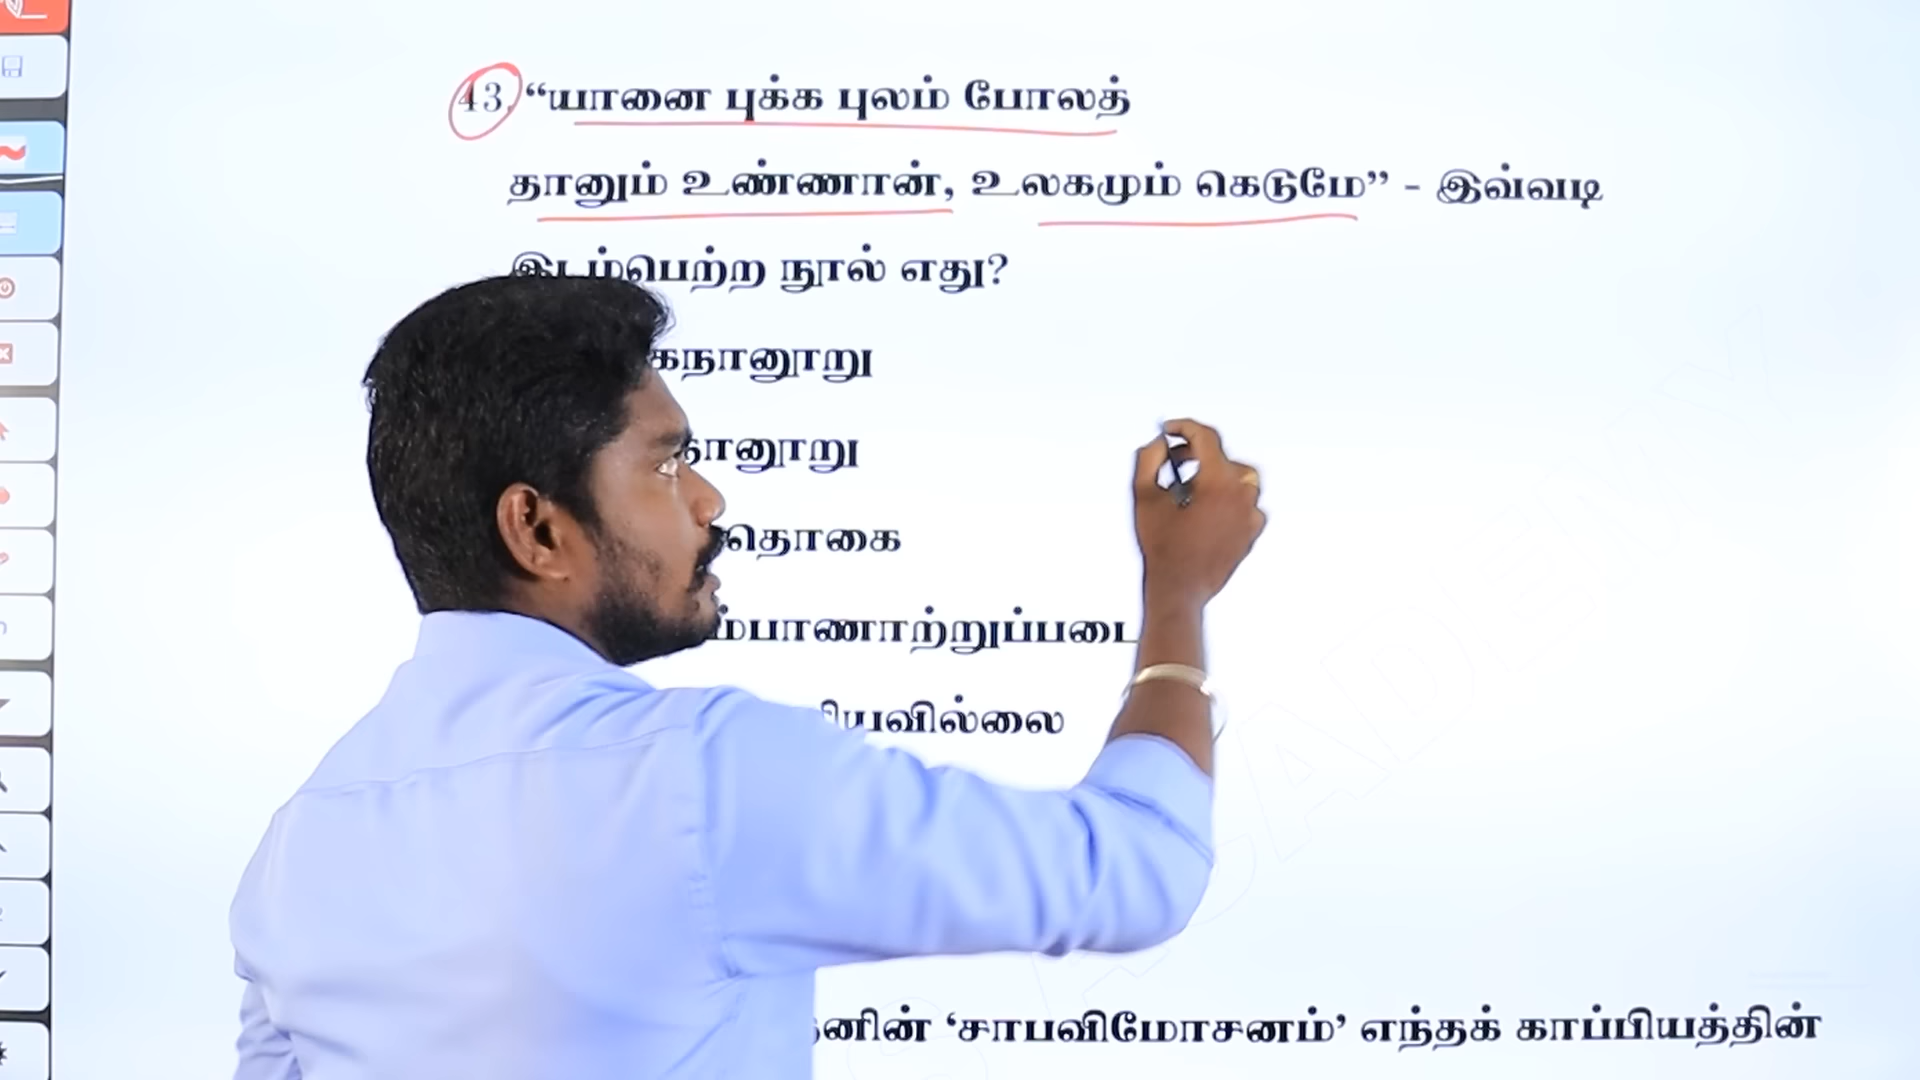 43. “யானை புக்க புலம் போலத்
தானும் உண்ணான், உலகமும் கெடுமே” - இவ்வடி
இடம்பெற்ற நூல் எது?
கநானூறு
நானூறு
தொகை
ம்பாணாற்றுப்படை
யவில்லை
னின் ‘சாபவிமோசனம்’ எந்தக் காப்பியத்தின்